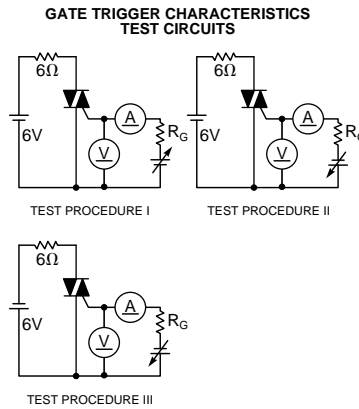 GATE TRIGGER CHARACTERISTICS
TEST CIRCUITS
6Ω
6V
A
V
RG
TEST PROCEDURE I
6Ω
6V
A
V
RG
TEST PROCEDURE II
6Ω
6V
A
V
RG
TEST PROCEDURE III